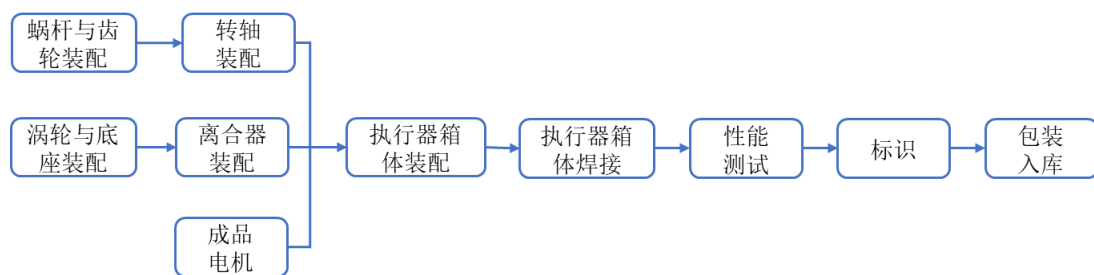 蜗杆与齿
轮装配
转轴
装配
涡轮与底
座装配
离合器
装配
成品
电机
执行器箱
体装配
执行器箱
体焊接
性能
测试
标识
包装
入库